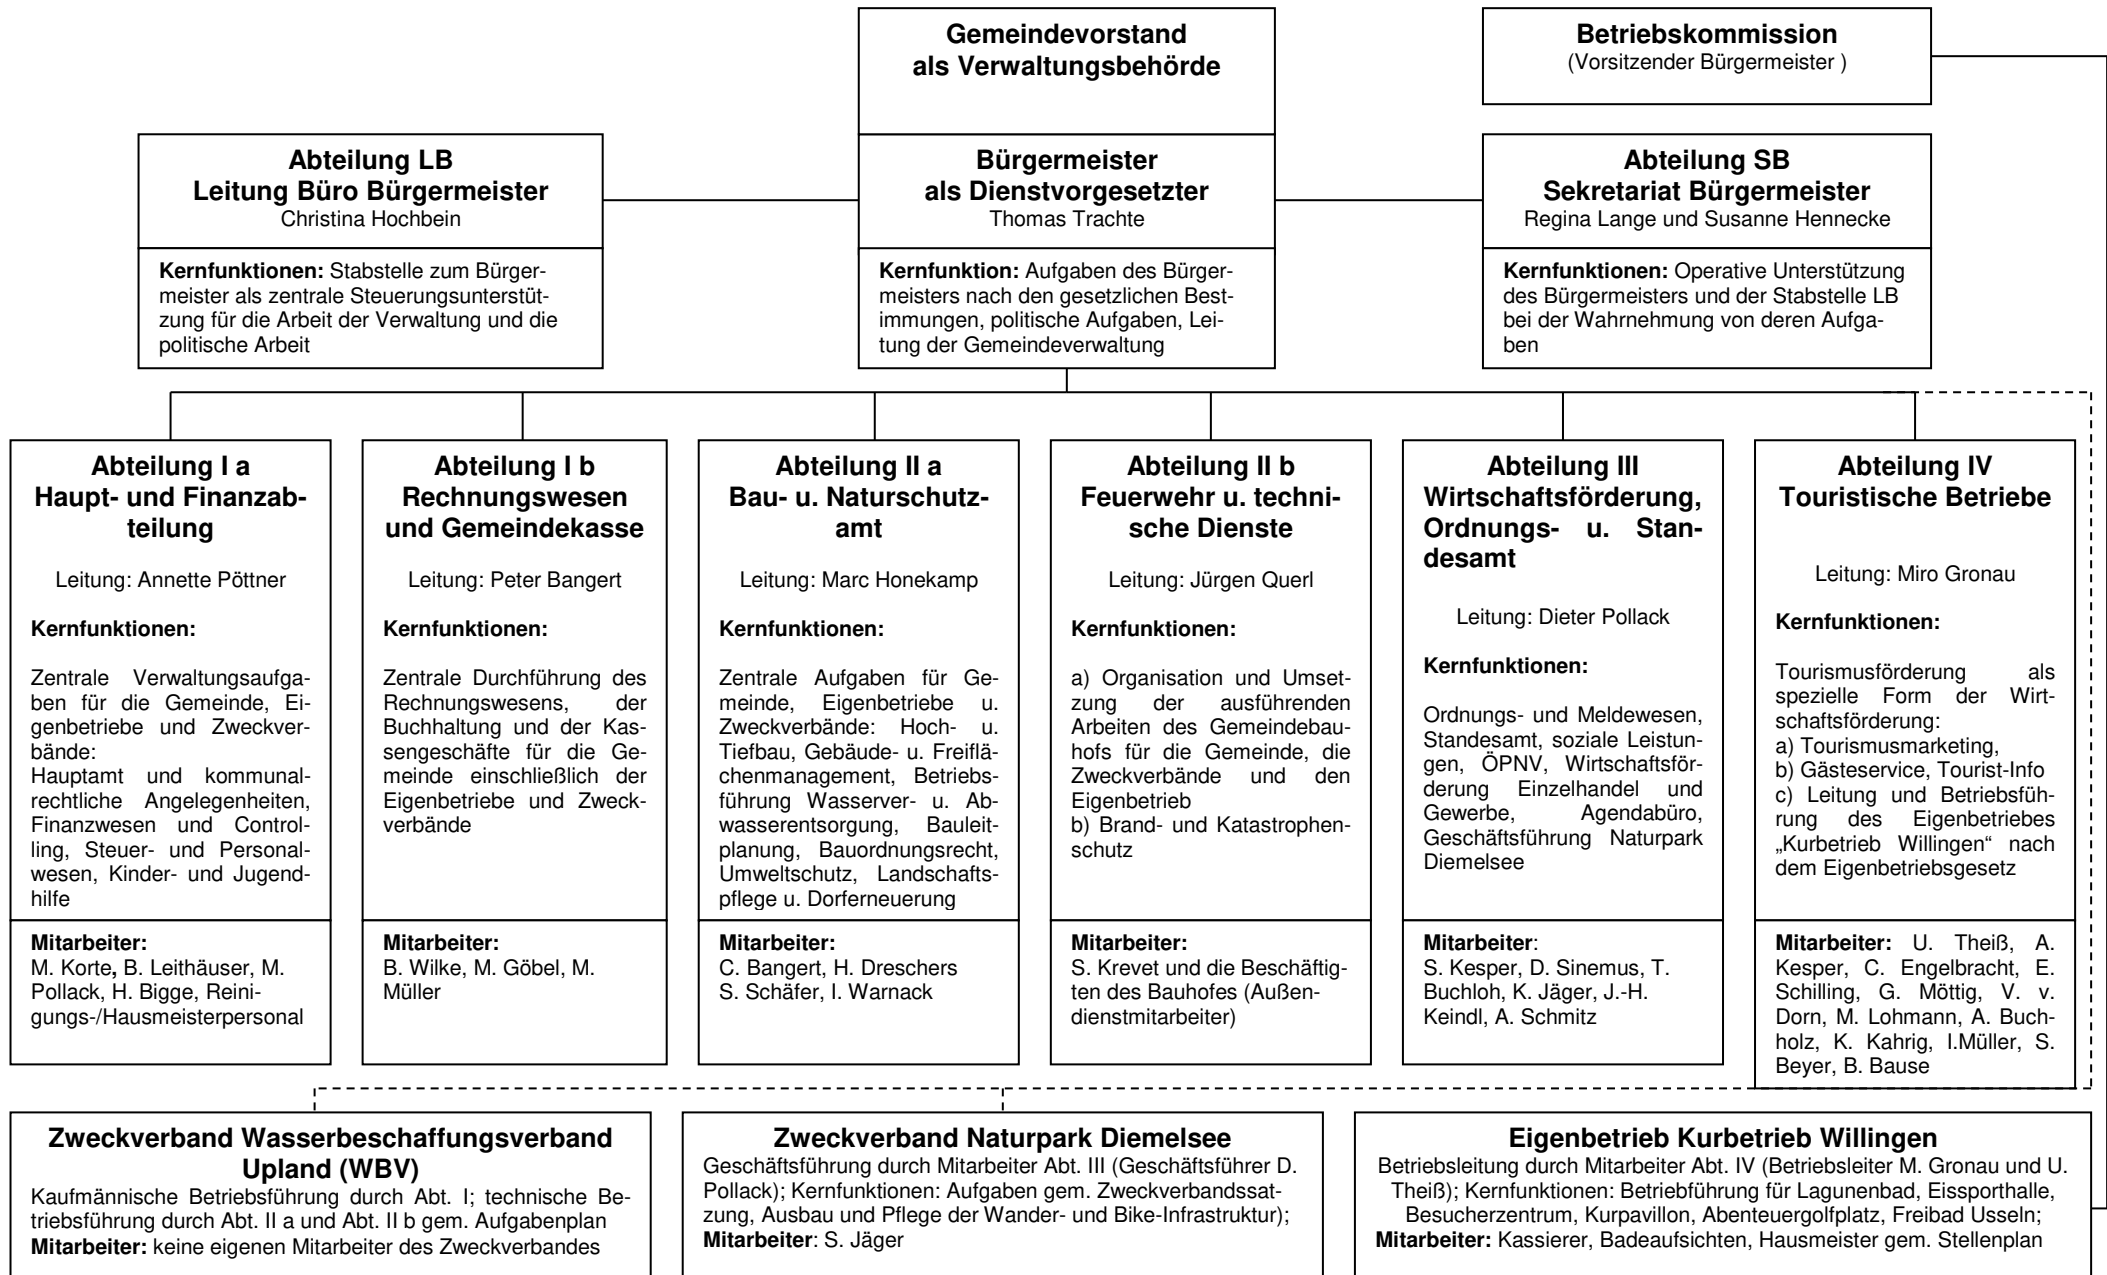 Gemeindevorstand
als Verwaltungsbehörde
Betriebskommission
(Vorsitzender Bürgermeister )
Abteilung LB
Leitung Büro Bürgermeister
Christina Hochbein
Kernfunktionen: Stabstelle zum Bürger-
meister als zentrale Steuerungsunterstüt-
zung für die Arbeit der Verwaltung und die
politische Arbeit
Bürgermeister
als Dienstvorgesetzter
Thomas Trachte
Kernfunktion: Aufgaben des Bürger-
meisters nach den gesetzlichen Best-
immungen, politische Aufgaben, Lei-
tung der Gemeindeverwaltung
Abteilung SB
Sekretariat Bürgermeister
Regina Lange und Susanne Hennecke
Kernfunktionen: Operative Unterstützung
des Bürgermeisters und der Stabstelle LB
bei der Wahrnehmung von deren Aufga-
ben
Abteilung I a
Haupt- und Finanzab-
teilung
Leitung: Annette Pöttner
Kernfunktionen:
Zentrale Verwaltungsaufga-
ben für die Gemeinde, Ei-
genbetriebe und Zweckver-
bände:
Hauptamt und kommunal-
rechtliche Angelegenheiten,
Finanzwesen und Control-
ling, Steuer- und Personal-
wesen, Kinder- und Jugend-
hilfe
Mitarbeiter:
M. Korte, B. Leithäuser, M.
Pollack, H. Bigge, Reini-
gungs-/Hausmeisterpersonal
Abteilung I b
Rechnungswesen
und Gemeindekasse
Leitung: Peter Bangert
Kernfunktionen:
Zentrale Durchführung des
Rechnungswesens, der
Buchhaltung und der Kas-
sengeschäfte für die Ge-
meinde einschließlich der
Eigenbetriebe und Zweck-
verbände
Mitarbeiter:
B. Wilke, M. Göbel, M.
Müller
Abteilung II a
Bau- u. Naturschutz-
amt
Leitung: Marc Honekamp
Kernfunktionen:
Zentrale Aufgaben für Ge-
meinde, Eigenbetriebe u.
Zweckverbände: Hoch- u.
Tiefbau, Gebäude- u. Freiflä-
chenmanagement, Betriebs-
führung Wasserver- u. Ab-
wasserentsorgung, Bauleit-
planung, Bauordnungsrecht,
Umweltschutz, Landschafts-
pflege u. Dorferneuerung
Mitarbeiter:
C. Bangert, H. Dreschers
S. Schäfer, I. Warnack
Abteilung II b
Feuerwehr u. techni-
sche Dienste
Leitung: Jürgen Querl
Kernfunktionen:
a) Organisation und Umset-
zung der ausführenden
Arbeiten des Gemeindebau-
hofs für die Gemeinde, die
Zweckverbände und den
Eigenbetrieb
b) Brand- und Katastrophen-
schutz
Mitarbeiter:
S. Krevet und die Beschäftig-
ten des Bauhofes (Außen-
dienstmitarbeiter)
Abteilung III
Wirtschaftsförderung,
Ordnungs- u. Stan-
desamt
Leitung: Dieter Pollack
Kernfunktionen:
Ordnungs- und Meldewesen,
Standesamt, soziale Leistun-
gen, ÖPNV, Wirtschaftsför-
derung Einzelhandel und
Gewerbe, Agendabüro,
Geschäftsführung Naturpark
Diemelsee
Mitarbeiter:
S. Kesper, D. Sinemus, T.
Buchloh, K. Jäger, J.-H.
Keindl, A. Schmitz
Abteilung IV
Touristische Betriebe
Leitung: Miro Gronau
Kernfunktionen:
Tourismusförderung als
spezielle Form der Wirt-
schaftsförderung:
a) Tourismusmarketing,
b) Gästeservice, Tourist-Info
c) Leitung und Betriebsfüh-
rung des Eigenbetriebes
„Kurbetrieb Willingen“ nach
dem Eigenbetriebsgesetz
Mitarbeiter: U. Theiß, A.
Kesper, C. Engelbracht, E.
Schilling, G. Möttig, V. v.
Dorn, M. Lohmann, A. Buch-
holz, K. Kahrig, I.Müller, S.
Beyer, B. Bause
Zweckverband Wasserbeschaffungsverband
Upland (WBV)
Kaufmännische Betriebsführung durch Abt. I; technische Be-
triebsführung durch Abt. II a und Abt. II b gem. Aufgabenplan
Mitarbeiter: keine eigenen Mitarbeiter des Zweckverbandes
Zweckverband Naturpark Diemelsee
Geschäftsführung durch Mitarbeiter Abt. III (Geschäftsführer D.
Pollack); Kernfunktionen: Aufgaben gem. Zweckverbandssat-
zung, Ausbau und Pflege der Wander- und Bike-Infrastruktur);
Mitarbeiter: S. Jäger
Eigenbetrieb Kurbetrieb Willingen
Betriebsleitung durch Mitarbeiter Abt. IV (Betriebsleiter M. Gronau und U.
Theiß); Kernfunktionen: Betriebführung für Lagunenbad, Eissporthalle,
Besucherzentrum, Kurpavillon, Abenteuergolfplatz, Freibad Usseln;
Mitarbeiter: Kassierer, Badeaufsichten, Hausmeister gem. Stellenplan